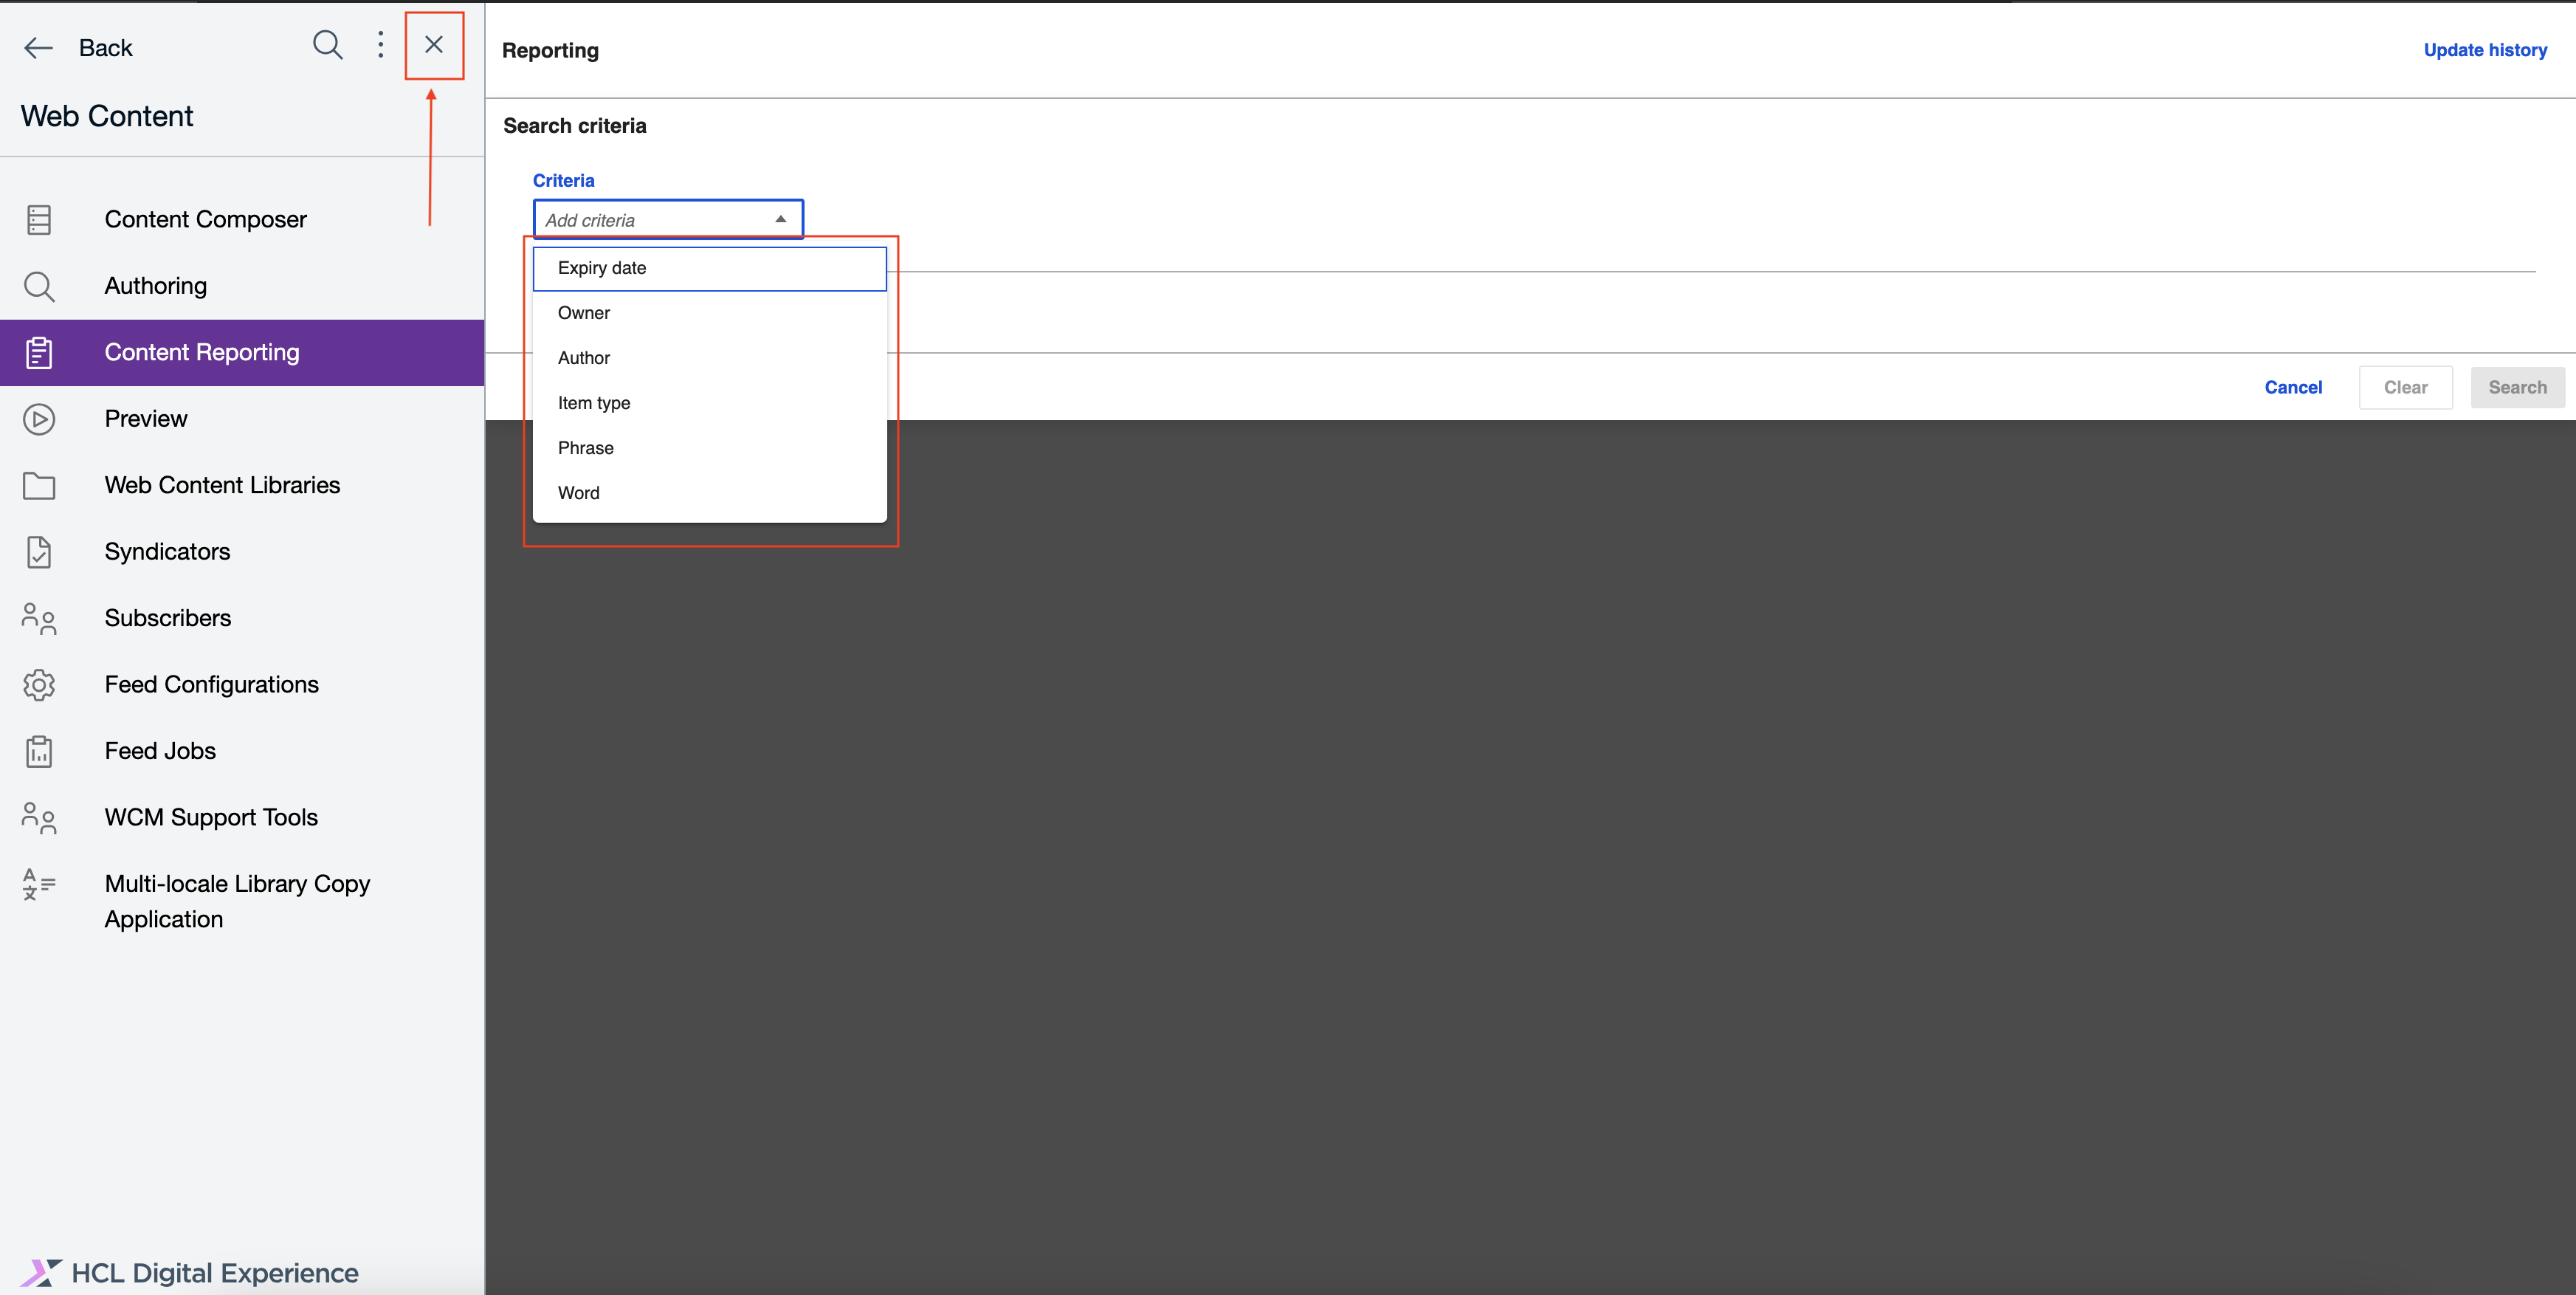 Back
Web Content
Content Composer
Authoring
Content Reporting
Preview
Web Content Libraries
Syndicators
Subscribers
Feed Configurations
Feed Jobs
WCM Support Tools
Multi-locale Library Copy
Application
HCL Digital Experience
Reporting
Update history
Search criteria
Criteria
Add criteria
Expiry date
Owner
Author
Item type
Phrase
Word
Cancel
Clear
Search